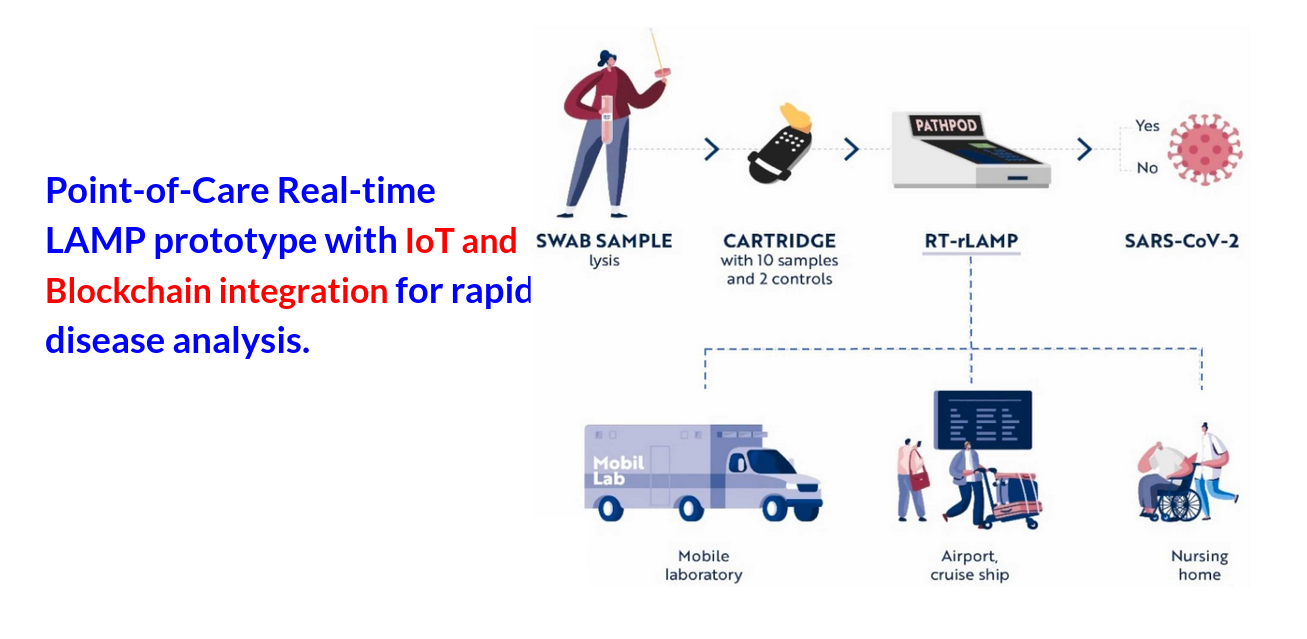 Point-of-Care Real-time
LAMP prototype with IoT and
Blockchain integration for rapid
disease analysis.
PATHPOD
Yes
No
SWAB SAMPLE
lysis
CARTRIDGE
with 10 samples
and 2 controls
RT-rLAMP
SARS-CoV-2
Mobil
Lab
Mobile
laboratory
Airport,
cruise ship
Nursing
home